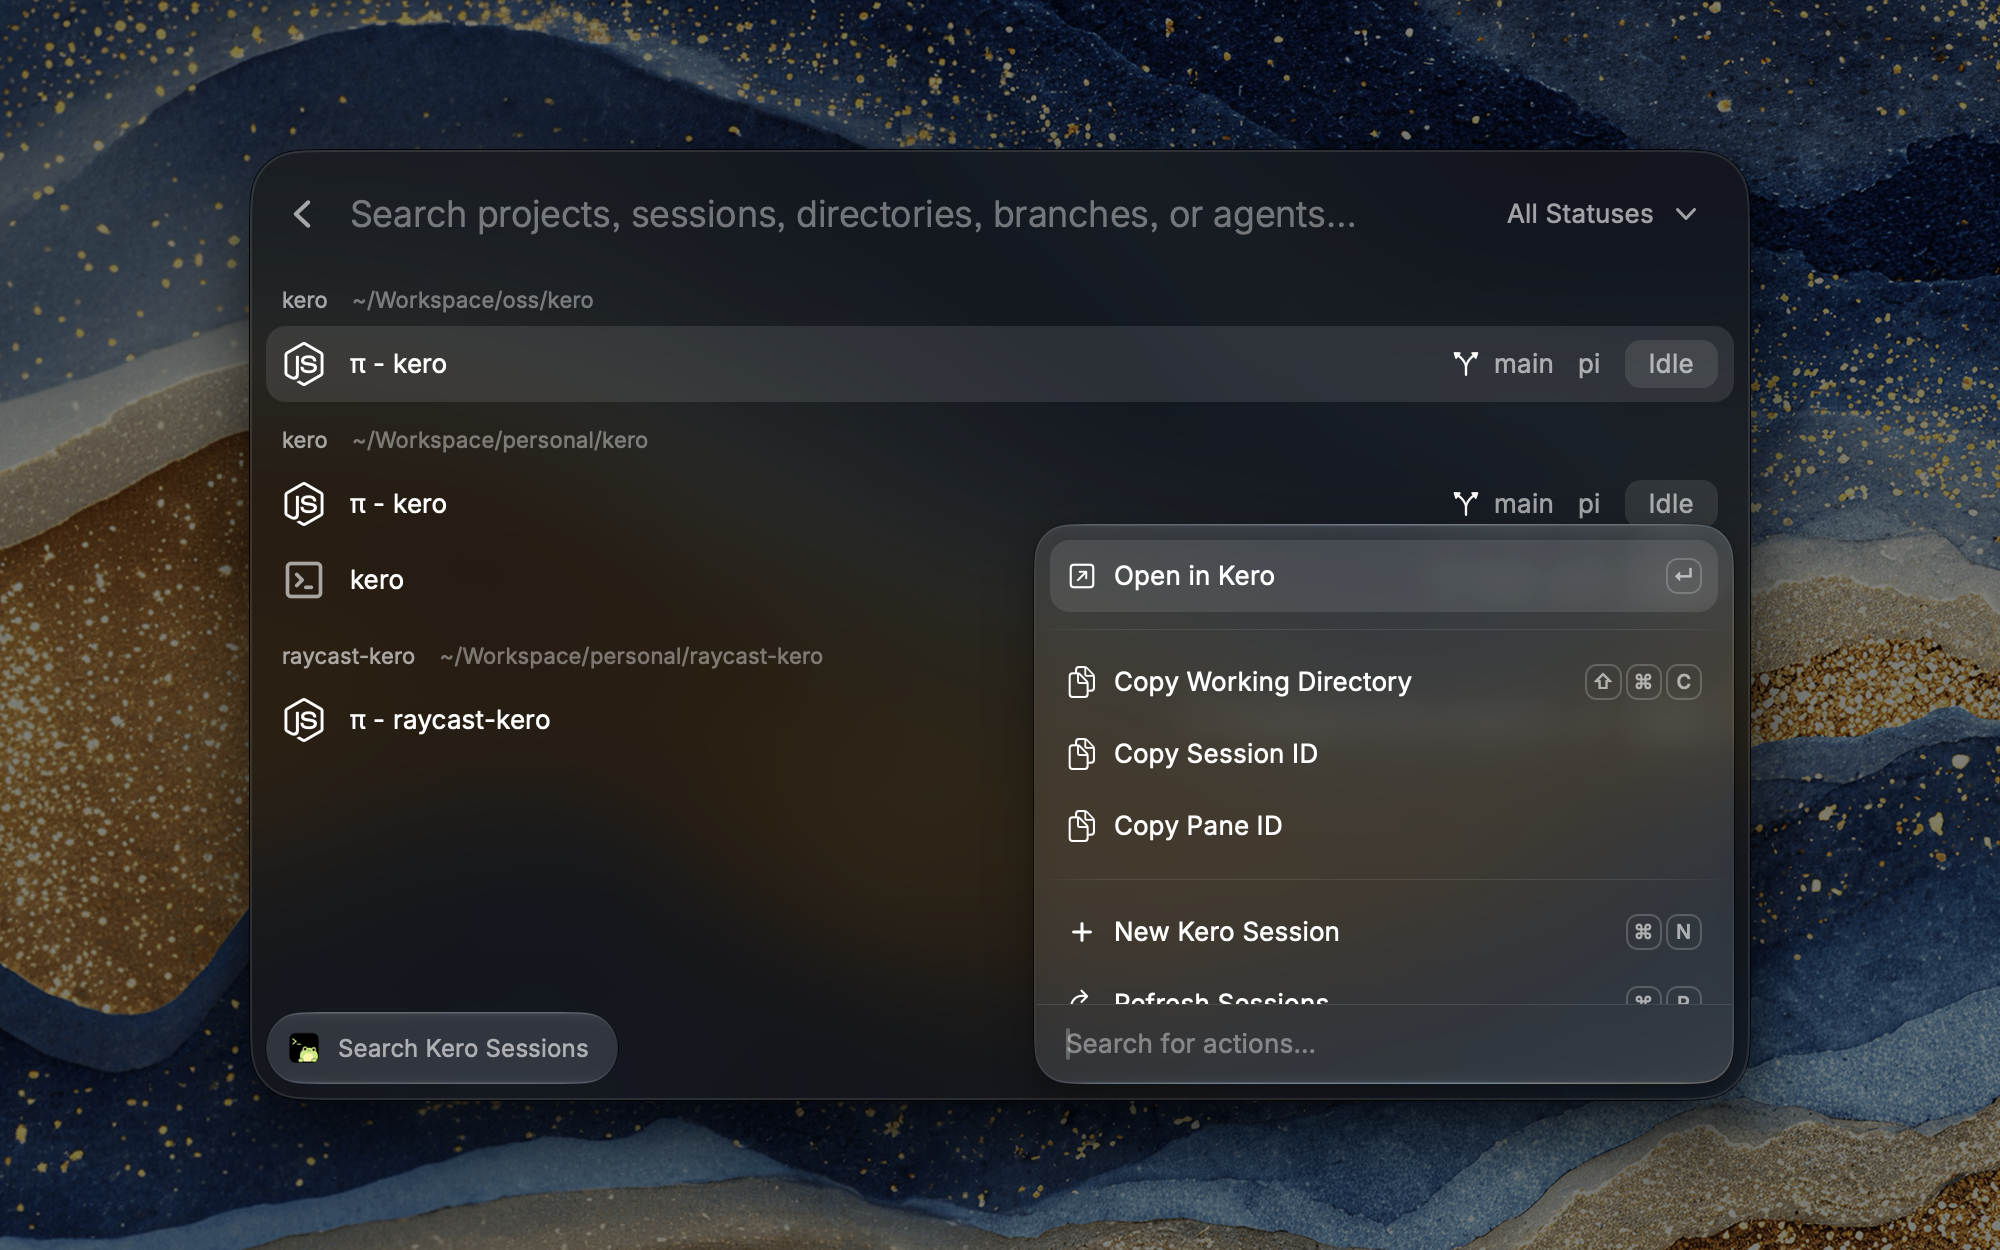 Search projects, sessions, directories, branches, or agents...
All Statuses
kero ~/Workspace/oss/kero
π - kero main pi Idle
kero ~/Workspace/personal/kero
π - kero main pi Idle
kero
raycast-kero ~/Workspace/personal/raycast-kero
π - raycast-kero
Open in Kero
Copy Working Directory ⇧ ⌘ C
Copy Session ID
Copy Pane ID
New Kero Session ⌘ N
Refresh Sessions ⌘ R
Search for actions...
Search Kero Sessions